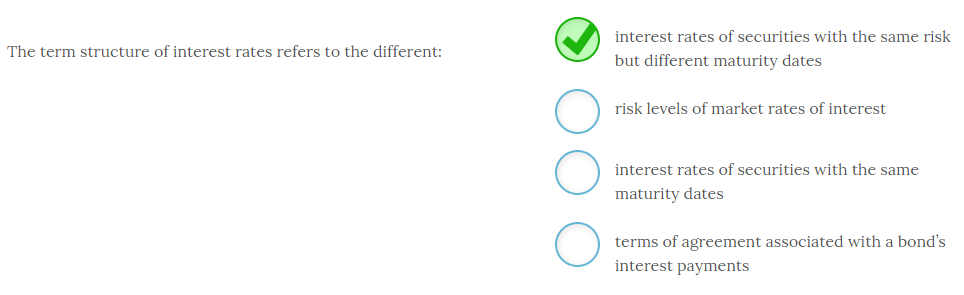 The term structure of interest rates refers to the different:
interest rates of securities with the same risk
but different maturity dates
risk levels of market rates of interest
interest rates of securities with the same
maturity dates
terms of agreement associated with a bond's
interest payments